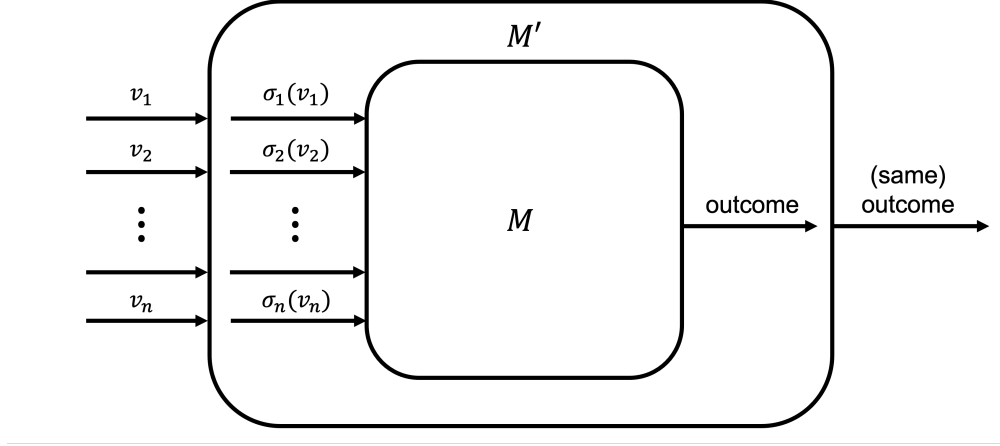 M′
v₁ σ₁(v₁)
v₂ σ₂(v₂)
⋮ ⋮
M
outcome
(same)
outcome
vₙ σₙ(vₙ)